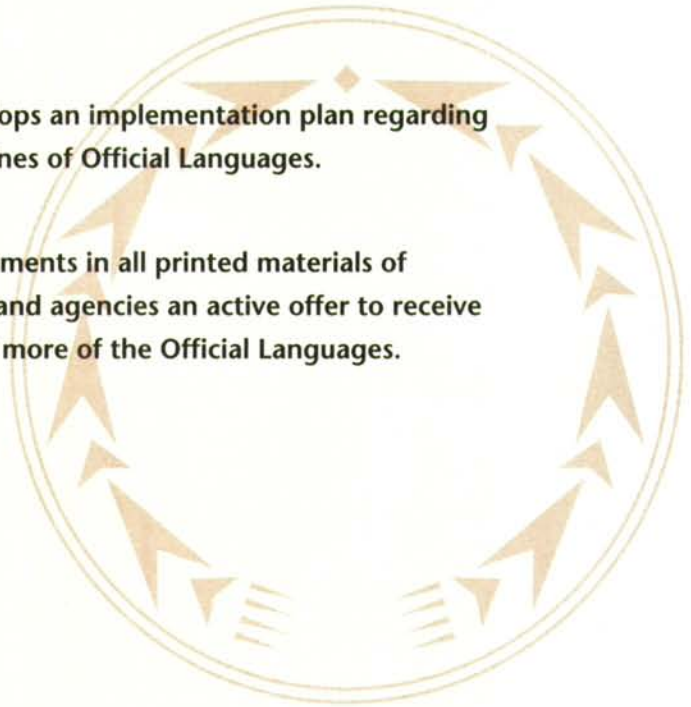 ops an implementation plan regarding
nes of Official Languages.
ments in all printed materials of
and agencies an active offer to receive
more of the Official Languages.